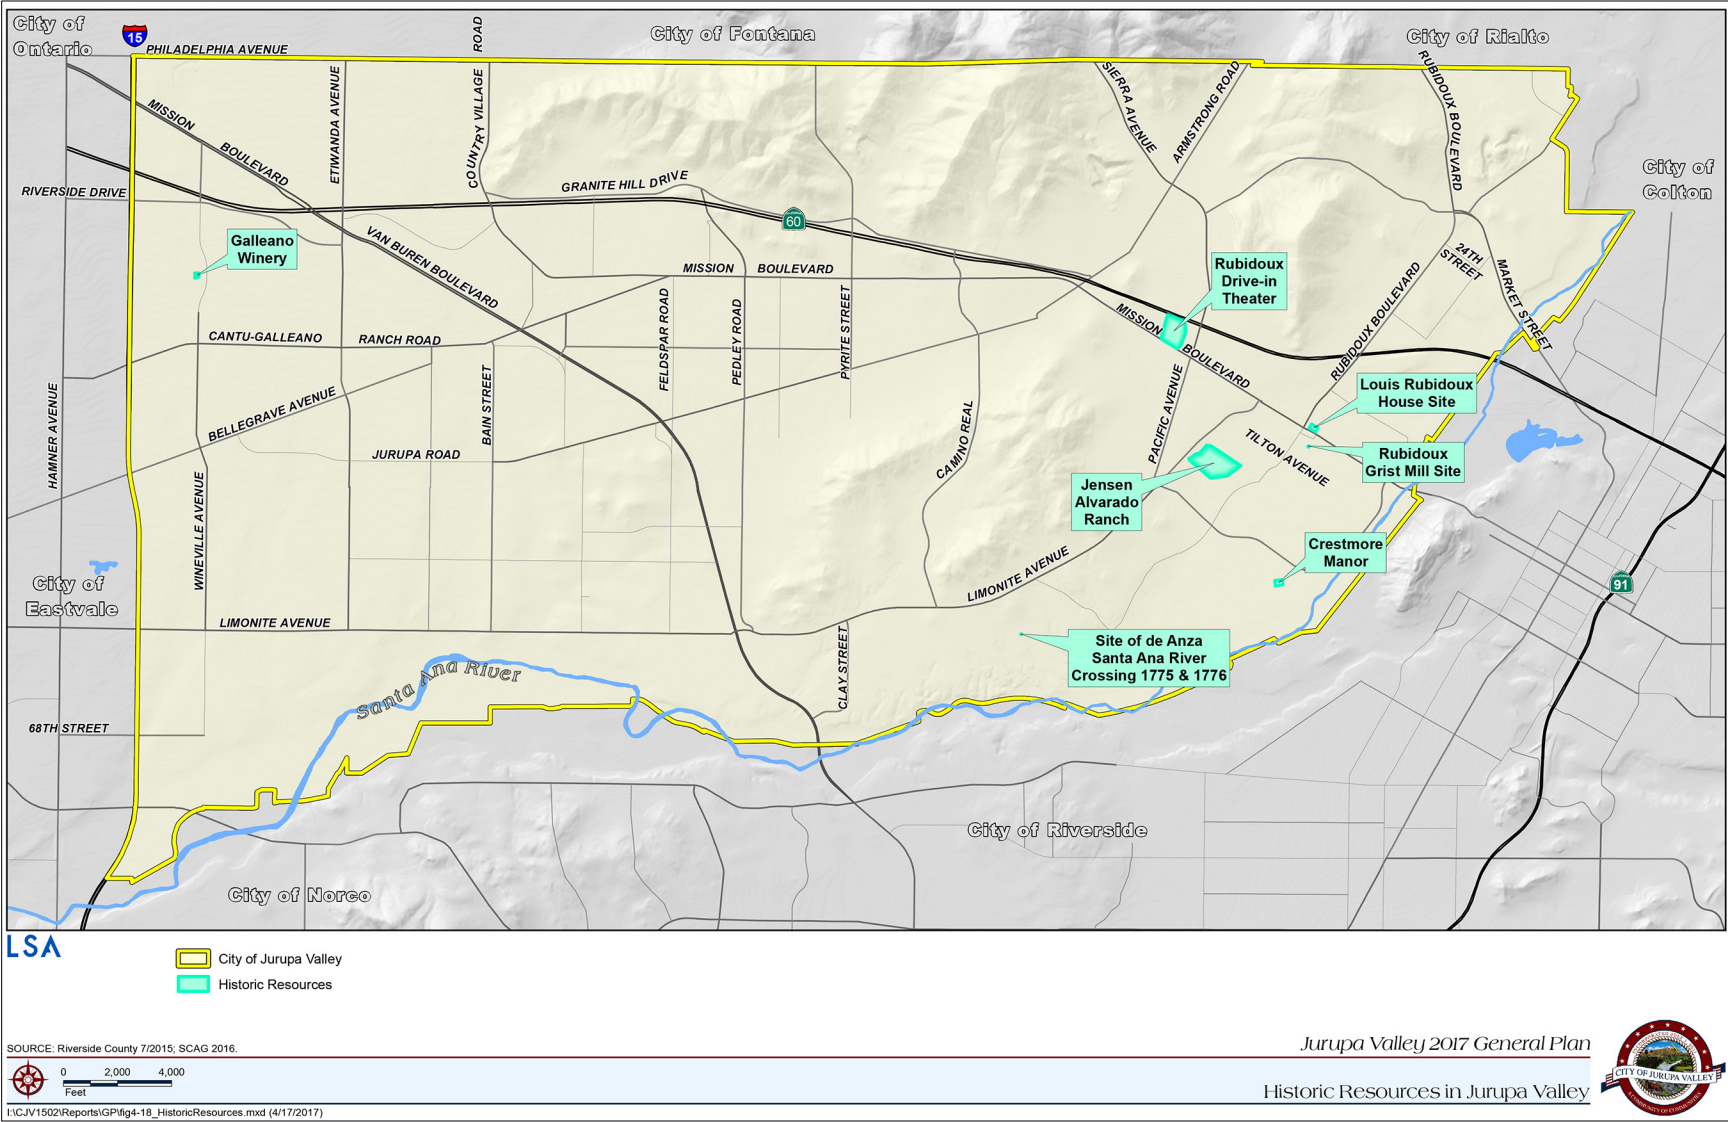 City of
Ontario
15
PHILADELPHIA AVENUE
ROAD
City of Fontana
City of Rialto
MISSION
BOULEVARD
ETIWANDA AVENUE
COUNTRY VILLAGE
SIERRA AVENUE
ARMSTRONG ROAD
RUBIDOUX BOULEVARD
City of
Colton
RIVERSIDE DRIVE
GRANITE HILL DRIVE
60
Galleano
Winery
VAN BUREN BOULEVARD
MISSION BOULEVARD
Rubidoux
Drive-in
Theater
24TH
STREET
MARKET STREET
RUBIDOUX BOULEVARD
MISSION
BOULEVARD
CANTU-GALLEANO RANCH ROAD
FELDSPAR ROAD
PEDLEY ROAD
PYRITE STREET
HAMNER AVENUE
BELLEGRAVE AVENUE
BAIN STREET
JURUPA ROAD
CAMINO REAL
PACIFIC AVENUE
TILTON AVENUE
Louis Rubidoux
House Site
Rubidoux
Grist Mill Site
Jensen
Alvarado
Ranch
WINEVILLE AVENUE
Crestmore
Manor
91
City of
Eastvale
LIMONITE AVENUE
LIMONITE AVENUE
Site of de Anza
Santa Ana River
Crossing 1775 & 1776
CLAY STREET
Santa Ana River
68TH STREET
City of Riverside
City of Norco
LSA
City of Jurupa Valley
Historic Resources
SOURCE: Riverside County 7/2015; SCAG 2016.
0 2,000 4,000
Feet
Jurupa Valley 2017 General Plan
Historic Resources in Jurupa Valley
CITY OF JURUPA VALLEY
A COMMUNITY OF COMMUNITIES
I:\CJV1502\Reports\GP\fig4-18_HistoricResources.mxd (4/17/2017)